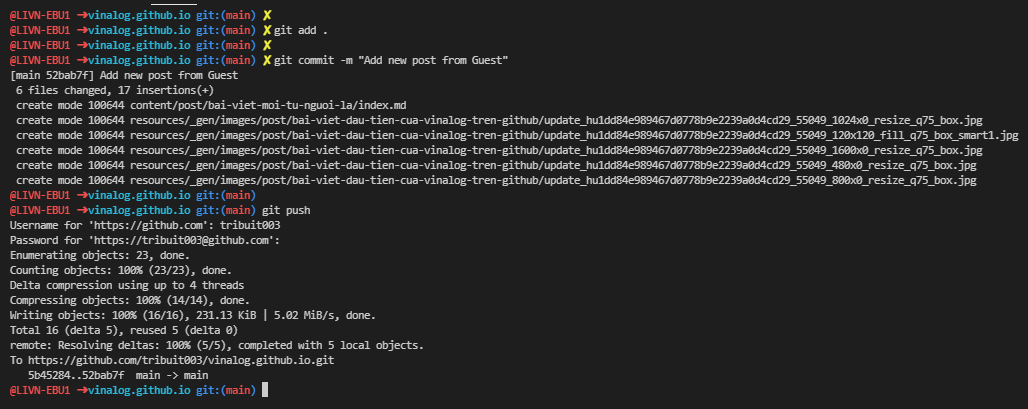 @LIVN-EBU1 ➜vinalog.github.io git:(main) ✘
@LIVN-EBU1 ➜vinalog.github.io git:(main) ✘git add .
@LIVN-EBU1 ➜vinalog.github.io git:(main) ✘
@LIVN-EBU1 ➜vinalog.github.io git:(main) ✘git commit -m "Add new post from Guest"
[main 52bab7f] Add new post from Guest
 6 files changed, 17 insertions(+)
 create mode 100644 content/post/bai-viet-moi-tu-nguoi-la/index.md
 create mode 100644 resources/_gen/images/post/bai-viet-dau-tien-cua-vinalog-tren-github/update_hu1dd84e989467d0778b9e2239a0d4cd29_55049_1024x0_resize_q75_box.jpg
 create mode 100644 resources/_gen/images/post/bai-viet-dau-tien-cua-vinalog-tren-github/update_hu1dd84e989467d0778b9e2239a0d4cd29_55049_120x120_fill_q75_box_smart1.jpg
 create mode 100644 resources/_gen/images/post/bai-viet-dau-tien-cua-vinalog-tren-github/update_hu1dd84e989467d0778b9e2239a0d4cd29_55049_1600x0_resize_q75_box.jpg
 create mode 100644 resources/_gen/images/post/bai-viet-dau-tien-cua-vinalog-tren-github/update_hu1dd84e989467d0778b9e2239a0d4cd29_55049_480x0_resize_q75_box.jpg
 create mode 100644 resources/_gen/images/post/bai-viet-dau-tien-cua-vinalog-tren-github/update_hu1dd84e989467d0778b9e2239a0d4cd29_55049_800x0_resize_q75_box.jpg
@LIVN-EBU1 ➜vinalog.github.io git:(main)
@LIVN-EBU1 ➜vinalog.github.io git:(main) git push
Username for 'https://github.com': tribuit003
Password for 'https://tribuit003@github.com':
Enumerating objects: 23, done.
Counting objects: 100% (23/23), done.
Delta compression using up to 4 threads
Compressing objects: 100% (14/14), done.
Writing objects: 100% (16/16), 231.13 KiB | 5.02 MiB/s, done.
Total 16 (delta 5), reused 5 (delta 0)
remote: Resolving deltas: 100% (5/5), completed with 5 local objects.
To https://github.com/tribuit003/vinalog.github.io.git
   5b45284..52bab7f  main -> main
@LIVN-EBU1 ➜vinalog.github.io git:(main)